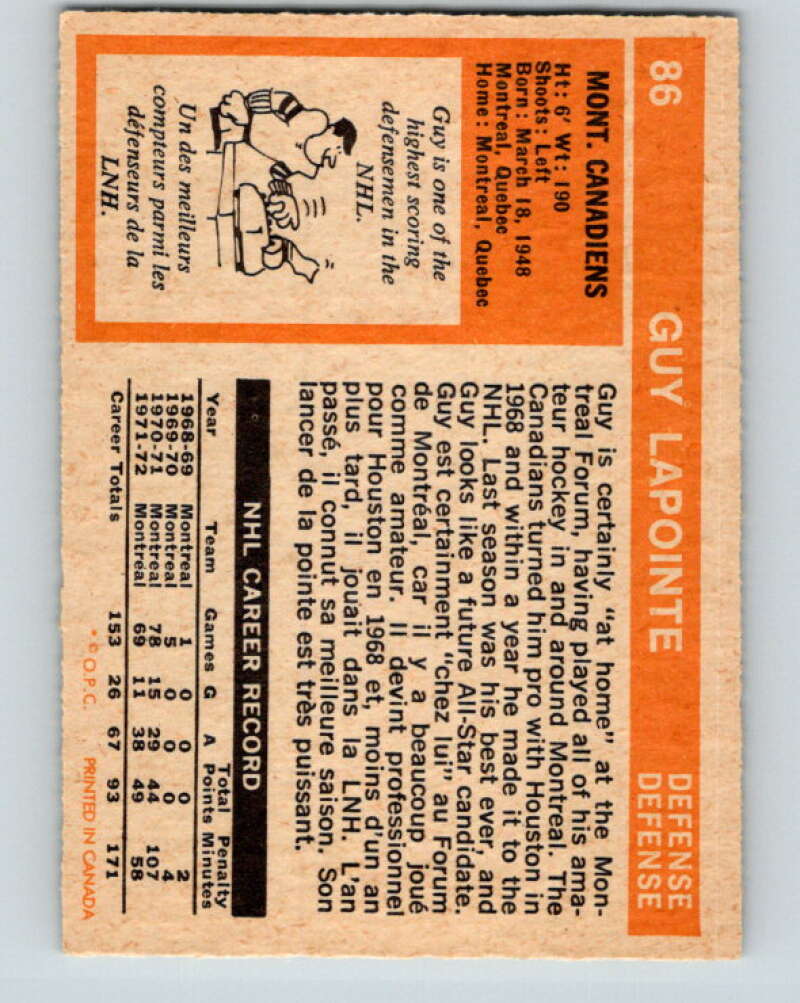 86
GUY LAPOINTE
DEFENSE
DEFENSE
MONT. CANADIENS
Ht: 6' Wt: 190
Shoots: Left
Born: March 18, 1948
Montreal, Quebec
Home: Montreal, Quebec
Guy is one of the
highest scoring
defensemen in the
NHL.
Un des meilleurs
compteurs parmi les
défenseurs de la
LNH.
Guy is certainly "at home" at the Mon-
treal Forum, having played all of his ama-
teur hockey in and around Montreal. The
Canadians turned him pro with Houston in
1968 and within a year he made it to the
NHL. Last season was his best ever, and
Guy looks like a future All-Star candidate.
Guy est certainment "chez lui" au Forum
de Montréal, car il y a beaucoup joué
comme amateur. Il devint professionnel
pour Houston en 1968 et, moins d'un an
plus tard, il jouait dans la LNH. L'an
passé, il connut sa meilleure saison. Son
lancer de la pointe est très puissant.
NHL CAREER RECORD
Total Penalty
Year Team Games G A Points Minutes
1968-69 Montreal 1 0 0 0 2
1969-70 Montreal 5 0 0 0 4
1970-71 Montreal 78 15 29 44 107
1971-72 Montréal 69 11 38 49 58
Career Totals 153 26 67 93 171
* © O.P.C. PRINTED IN CANADA